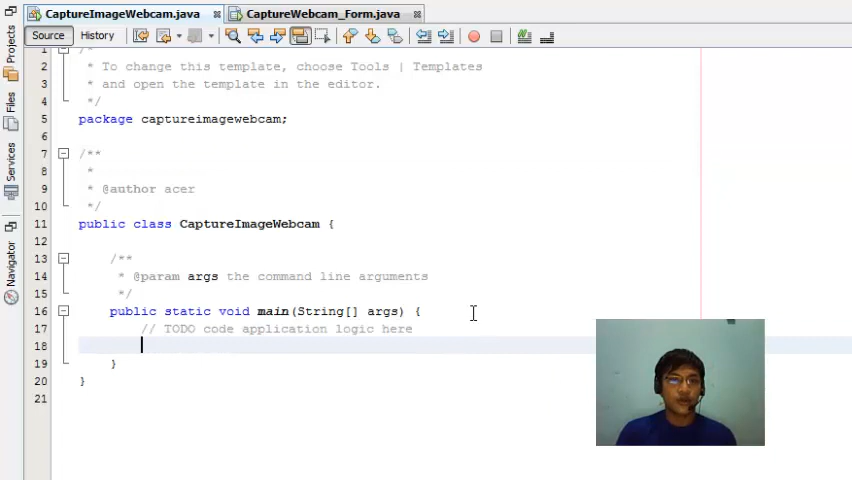 CaptureImageWebcam.java
CaptureWebcam_Form.java
Projects
Files
Services
Navigator
Source
History
1 /*
2 * To change this template, choose Tools | Templates
3 * and open the template in the editor.
4 */
5 package captureimagewebcam;
6
7 /**
8 *
9 * @author acer
10 */
11 public class CaptureImageWebcam {
12
13 /**
14 * @param args the command line arguments
15 */
16 public static void main(String[] args) {
17 // TODO code application logic here
18
19 }
20 }
21